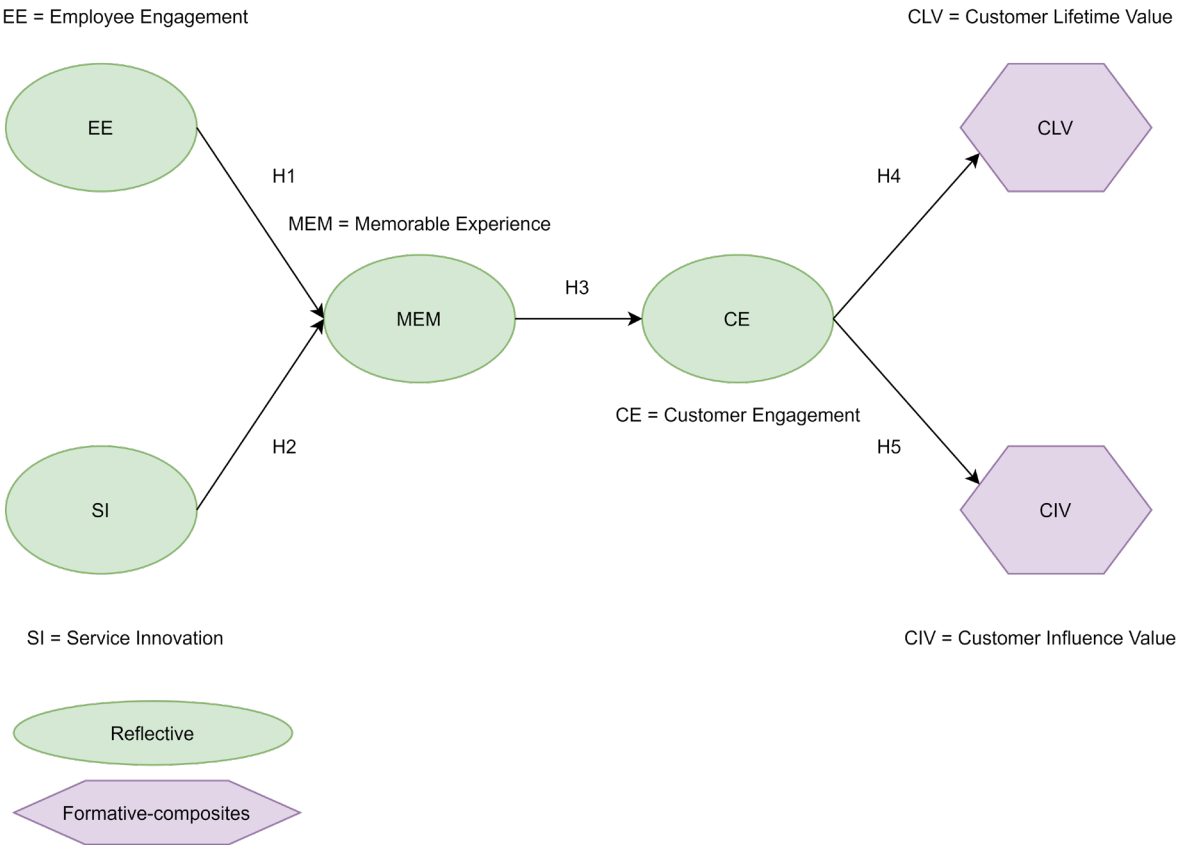 EE = Employee Engagement
CLV = Customer Lifetime Value
EE
CLV
H1
H4
MEM = Memorable Experience
H3
MEM
CE
CE = Customer Engagement
H2
H5
SI
CIV
SI = Service Innovation
CIV = Customer Influence Value
Reflective
Formative-composites